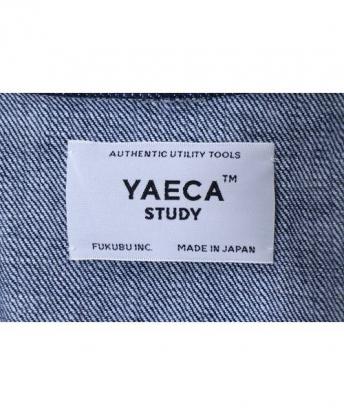 AUTHENTIC UTILITY TOOLS
YAECA™
STUDY
FUKUBU INC. MADE IN JAPAN